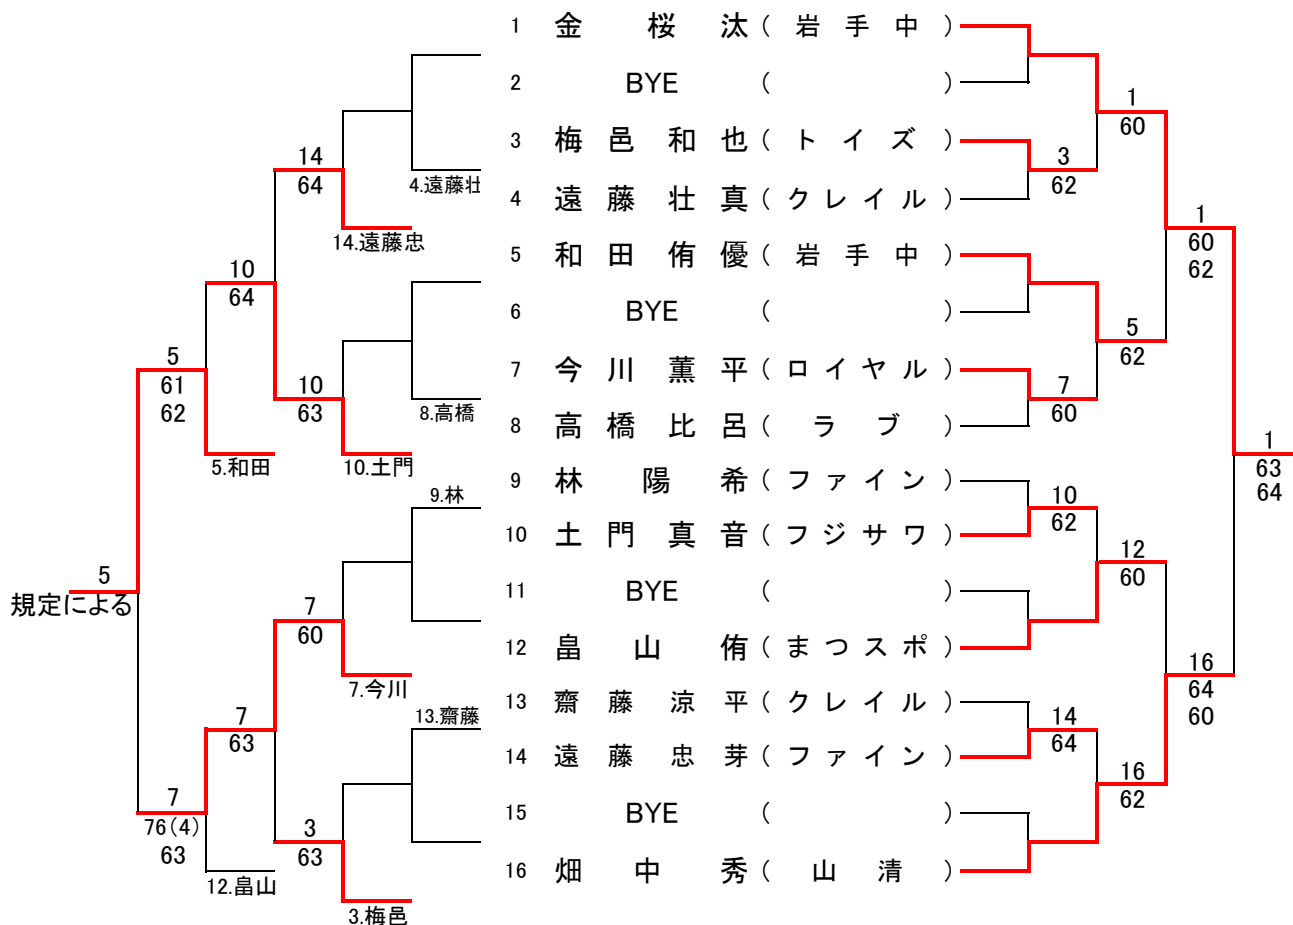 1 金 桜 汰 ( 岩 手 中 )
2 BYE ( )
3 梅 邑 和 也 ( ト イ ズ )
4 遠 藤 壮 真 ( ク レ イ ル )
5 和 田 侑 優 ( 岩 手 中 )
6 BYE ( )
7 今 川 薫 平 ( ロ イ ヤ ル )
8 高 橋 比 呂 ( ラ ブ )
9 林 陽 希 ( フ ァ イ ン )
10 土 門 真 音 ( フ ジ サ ワ )
11 BYE ( )
12 畠 山 侑 ( ま つ ス ポ )
13 齋 藤 涼 平 ( ク レ イ ル )
14 遠 藤 忠 芽 ( フ ァ イ ン )
15 BYE ( )
16 畑 中 秀 ( 山 清 )
4.遠藤壮
14
64
14.遠藤忠
10
64
8.高橋
10
63
10.土門
5
61
62
5.和田
5
規定による
9.林
7
60
7.今川
13.齋藤
7
63
3
63
3.梅邑
7
76(4)
63
12.畠山
3
62
1
60
7
60
5
62
1
60
62
10
62
12
60
14
64
16
62
16
64
60
1
63
64